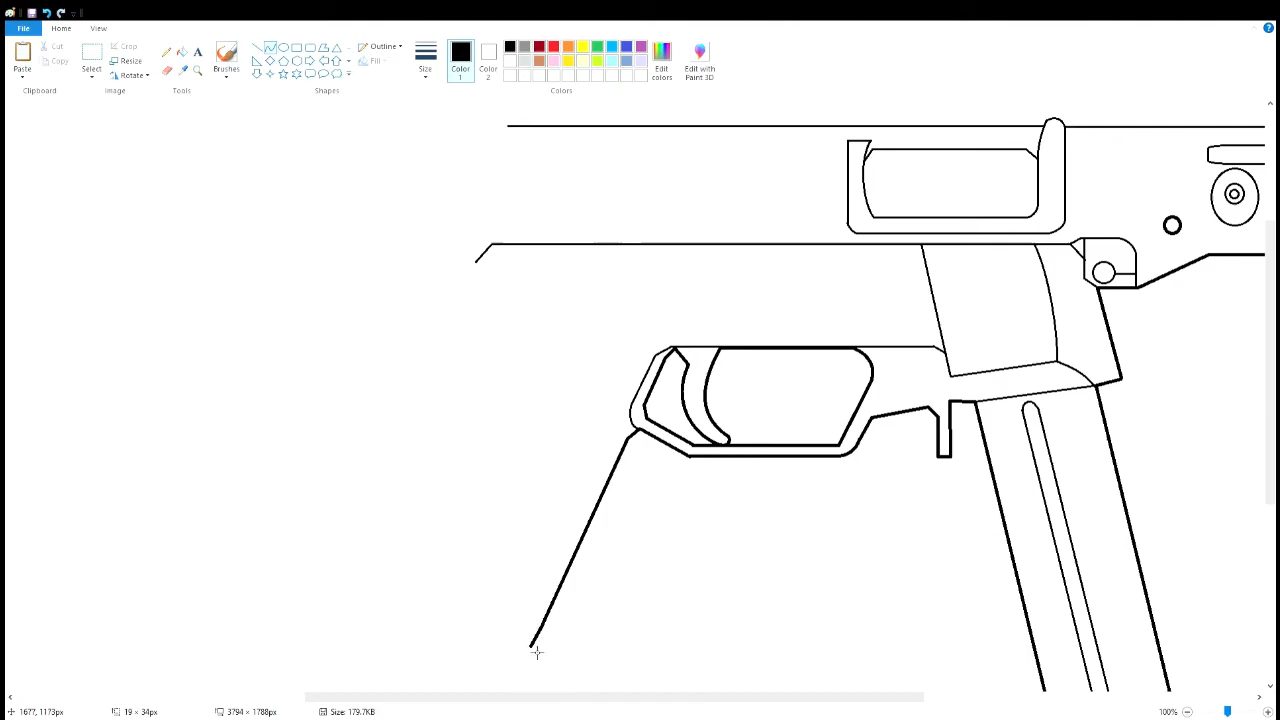 File Home View
Paste Cut Copy Select Crop Resize Rotate A Brushes Outline Fill Size Color 1 Color 2 Edit colors Edit with Paint 3D
Clipboard Image Tools Shapes Colors
1677, 1173px 19 × 34px 3794 × 1788px Size: 179.7KB 100%